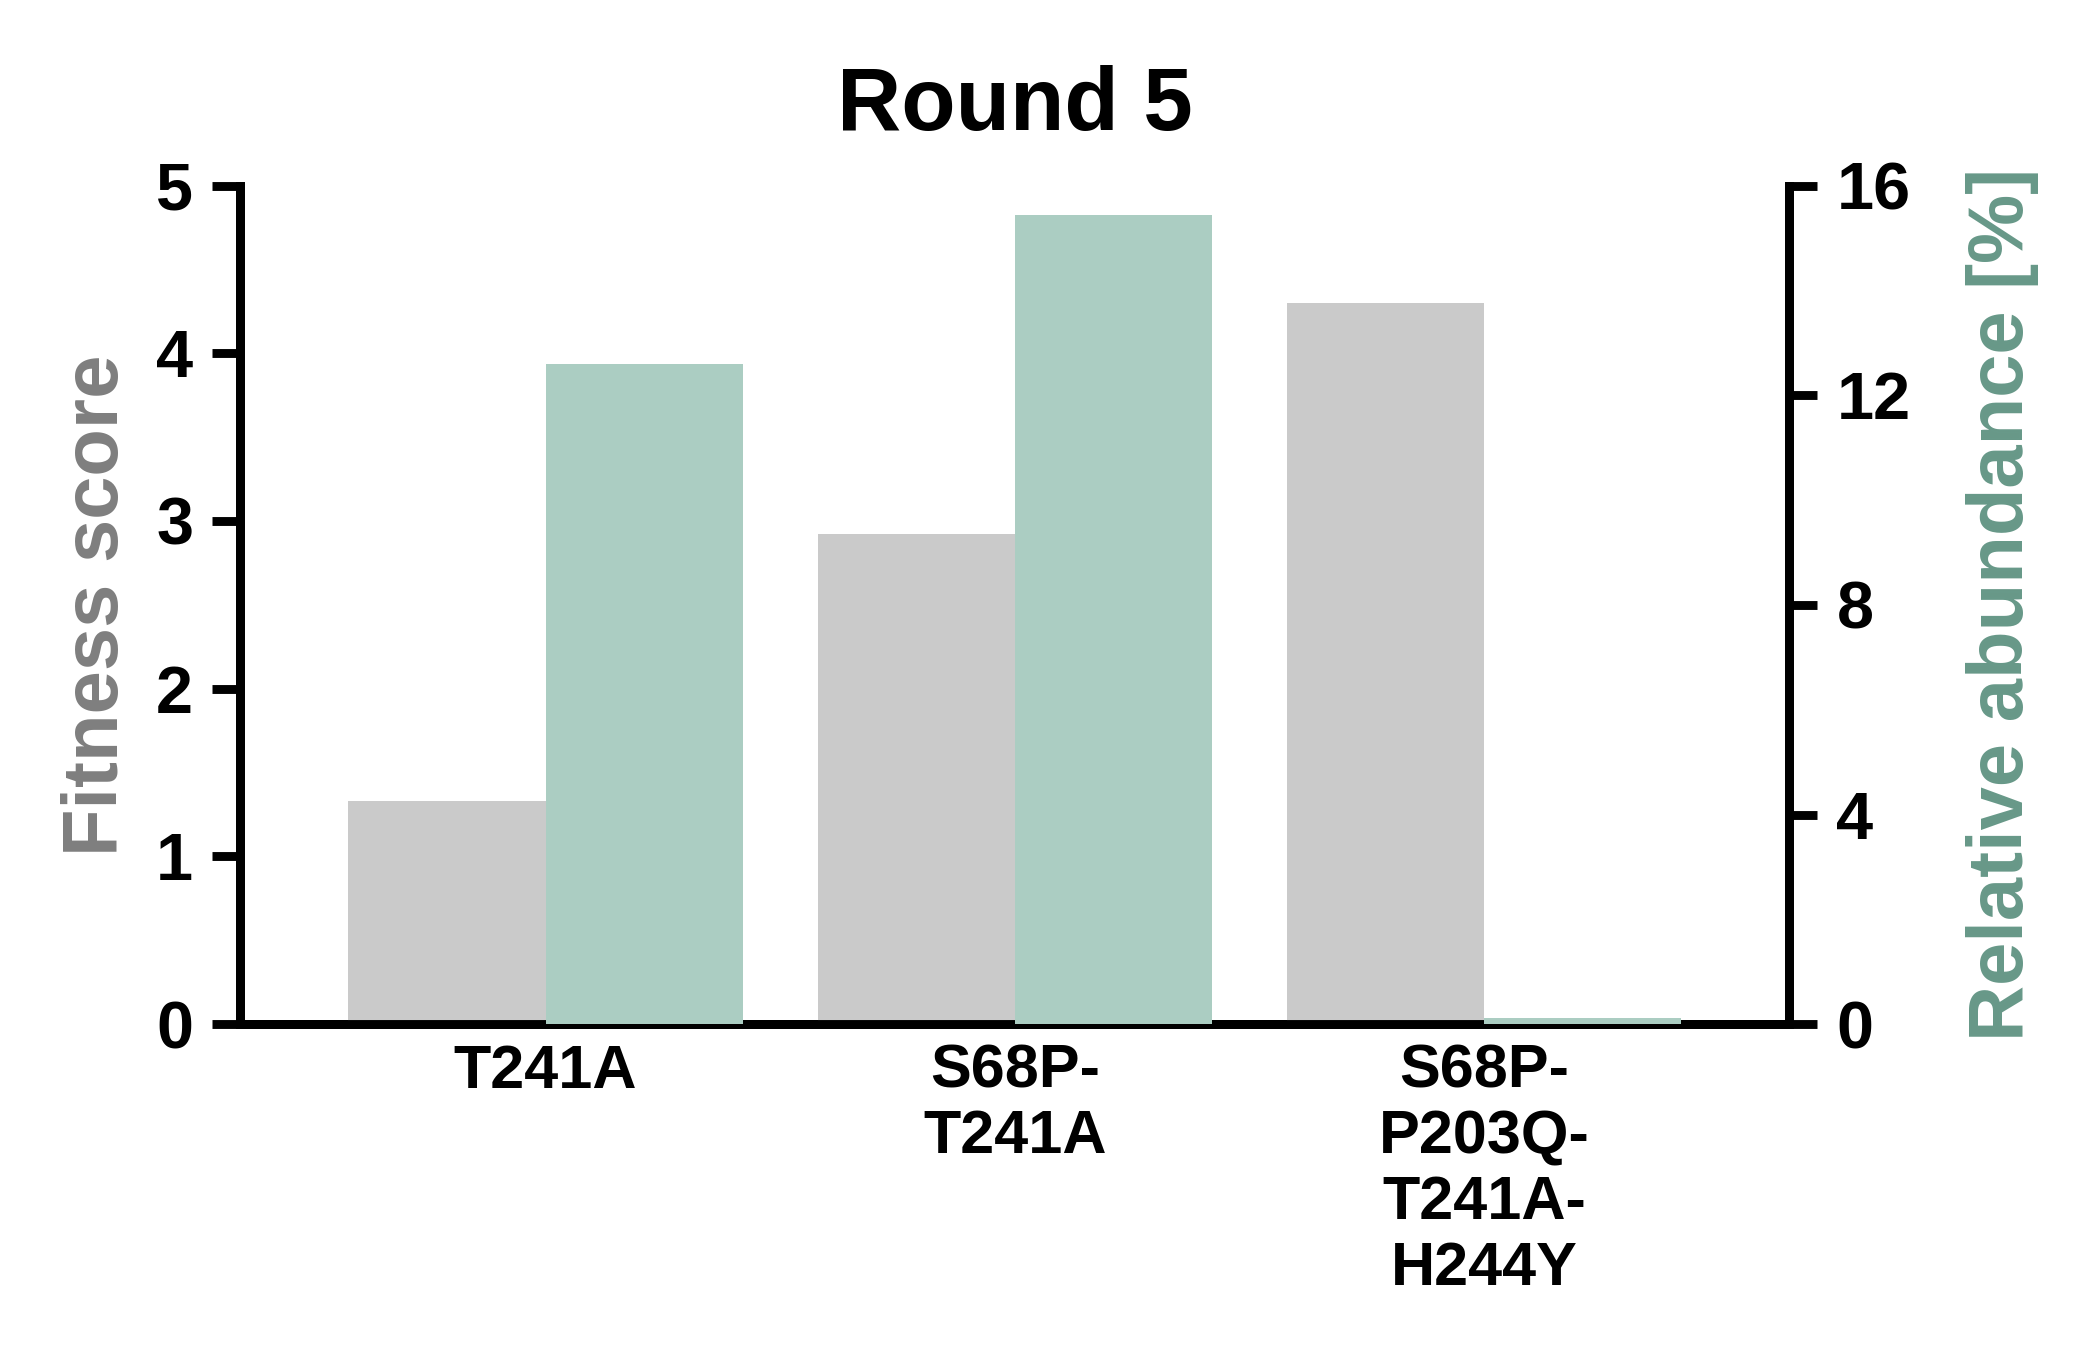 Round 5
Fitness score
5
4
3
2
1
0
16
12
8
4
0
Relative abundance [%]
T241A
S68P-
T241A
S68P-
P203Q-
T241A-
H244Y